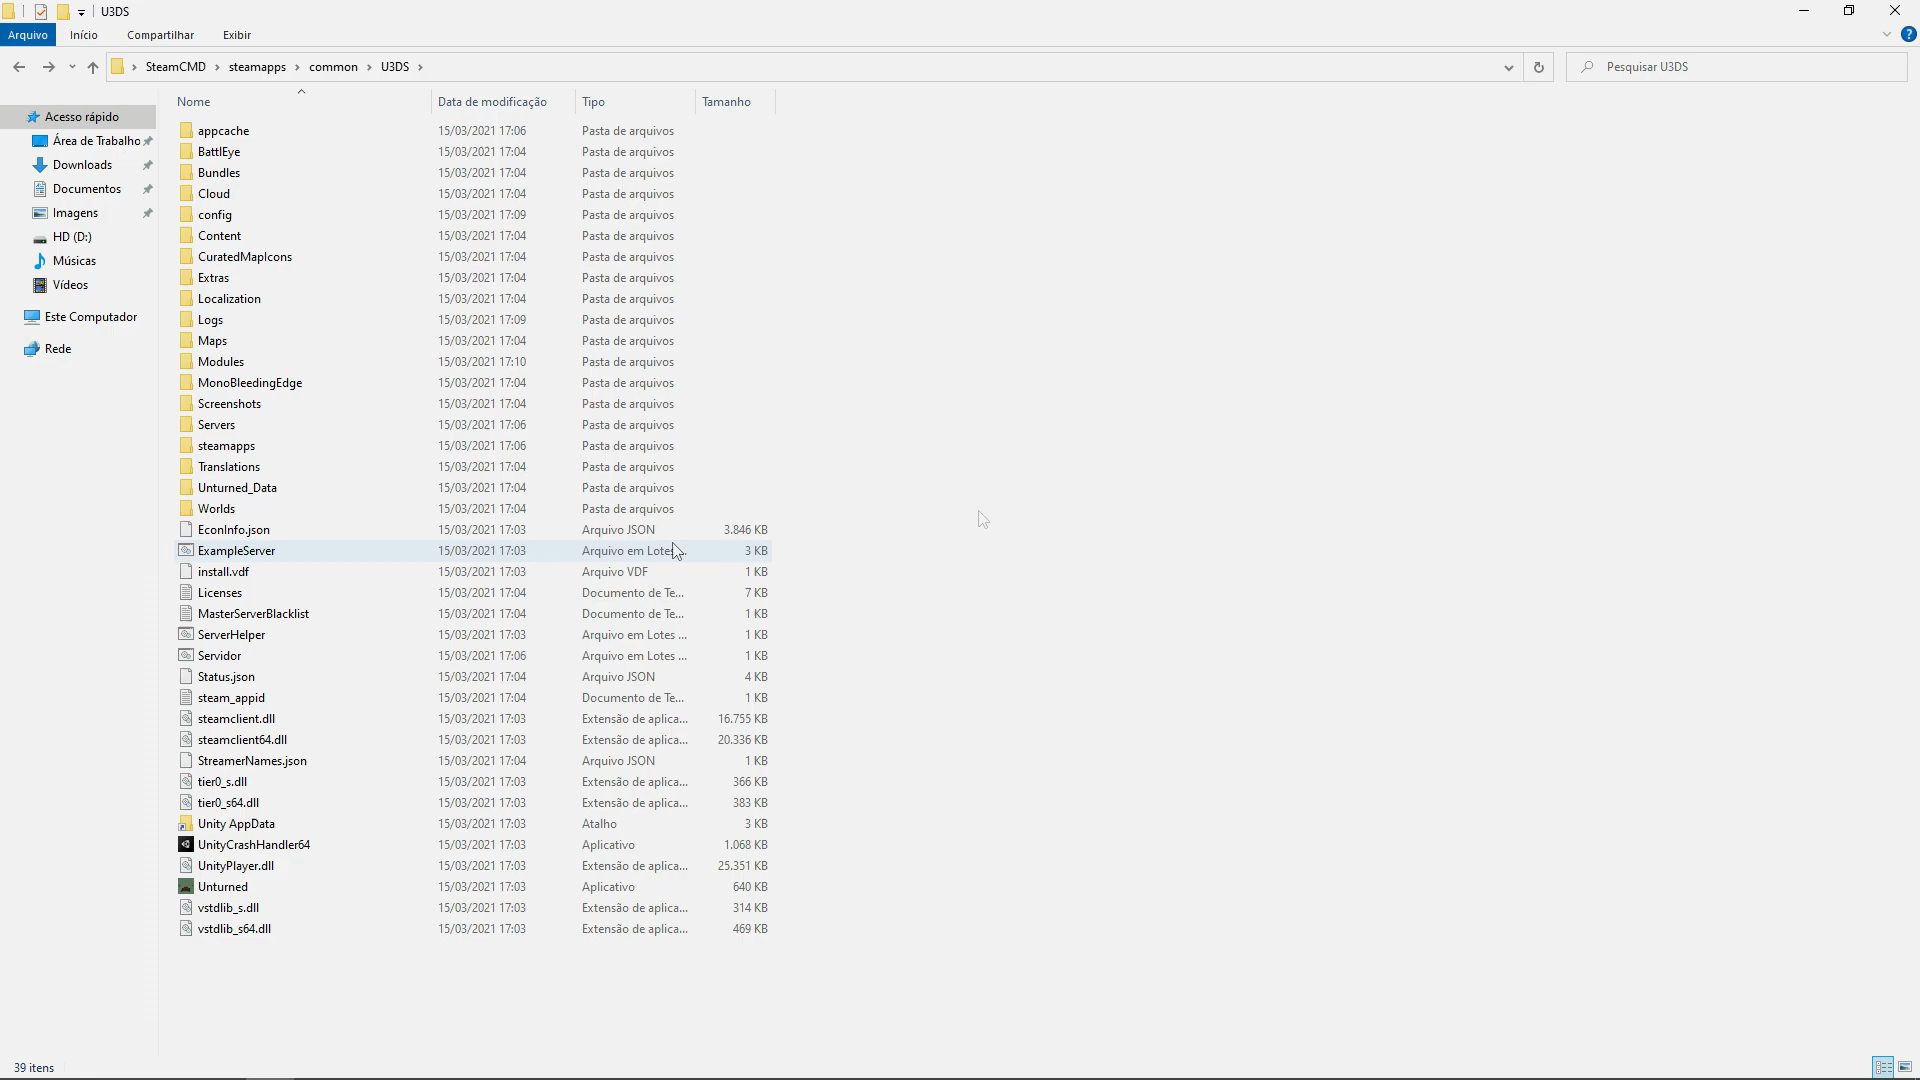 U3DS
Arquivo Início Compartilhar Exibir
SteamCMD steamapps common U3DS Pesquisar U3DS
Nome Data de modificação Tipo Tamanho
Acesso rápido
Área de Trabalho
Downloads
Documentos
Imagens
HD (D:)
Músicas
Vídeos
Este Computador
Rede
appcache 15/03/2021 17:06 Pasta de arquivos
BattlEye 15/03/2021 17:04 Pasta de arquivos
Bundles 15/03/2021 17:04 Pasta de arquivos
Cloud 15/03/2021 17:04 Pasta de arquivos
config 15/03/2021 17:09 Pasta de arquivos
Content 15/03/2021 17:04 Pasta de arquivos
CuratedMapIcons 15/03/2021 17:04 Pasta de arquivos
Extras 15/03/2021 17:04 Pasta de arquivos
Localization 15/03/2021 17:04 Pasta de arquivos
Logs 15/03/2021 17:09 Pasta de arquivos
Maps 15/03/2021 17:04 Pasta de arquivos
Modules 15/03/2021 17:10 Pasta de arquivos
MonoBleedingEdge 15/03/2021 17:04 Pasta de arquivos
Screenshots 15/03/2021 17:04 Pasta de arquivos
Servers 15/03/2021 17:06 Pasta de arquivos
steamapps 15/03/2021 17:06 Pasta de arquivos
Translations 15/03/2021 17:04 Pasta de arquivos
Unturned_Data 15/03/2021 17:04 Pasta de arquivos
Worlds 15/03/2021 17:04 Pasta de arquivos
EconInfo.json 15/03/2021 17:03 Arquivo JSON 3.846 KB
ExampleServer 15/03/2021 17:03 Arquivo em Lotes ... 3 KB
install.vdf 15/03/2021 17:03 Arquivo VDF 1 KB
Licenses 15/03/2021 17:04 Documento de Te... 7 KB
MasterServerBlacklist 15/03/2021 17:04 Documento de Te... 1 KB
ServerHelper 15/03/2021 17:03 Arquivo em Lotes ... 1 KB
Servidor 15/03/2021 17:06 Arquivo em Lotes ... 1 KB
Status.json 15/03/2021 17:04 Arquivo JSON 4 KB
steam_appid 15/03/2021 17:04 Documento de Te... 1 KB
steamclient.dll 15/03/2021 17:03 Extensão de aplica... 16.755 KB
steamclient64.dll 15/03/2021 17:03 Extensão de aplica... 20.336 KB
StreamerNames.json 15/03/2021 17:04 Arquivo JSON 1 KB
tier0_s.dll 15/03/2021 17:03 Extensão de aplica... 366 KB
tier0_s64.dll 15/03/2021 17:03 Extensão de aplica... 383 KB
Unity AppData 15/03/2021 17:03 Atalho 3 KB
UnityCrashHandler64 15/03/2021 17:03 Aplicativo 1.068 KB
UnityPlayer.dll 15/03/2021 17:03 Extensão de aplica... 25.351 KB
Unturned 15/03/2021 17:03 Aplicativo 640 KB
vstdlib_s.dll 15/03/2021 17:03 Extensão de aplica... 314 KB
vstdlib_s64.dll 15/03/2021 17:03 Extensão de aplica... 469 KB
39 itens